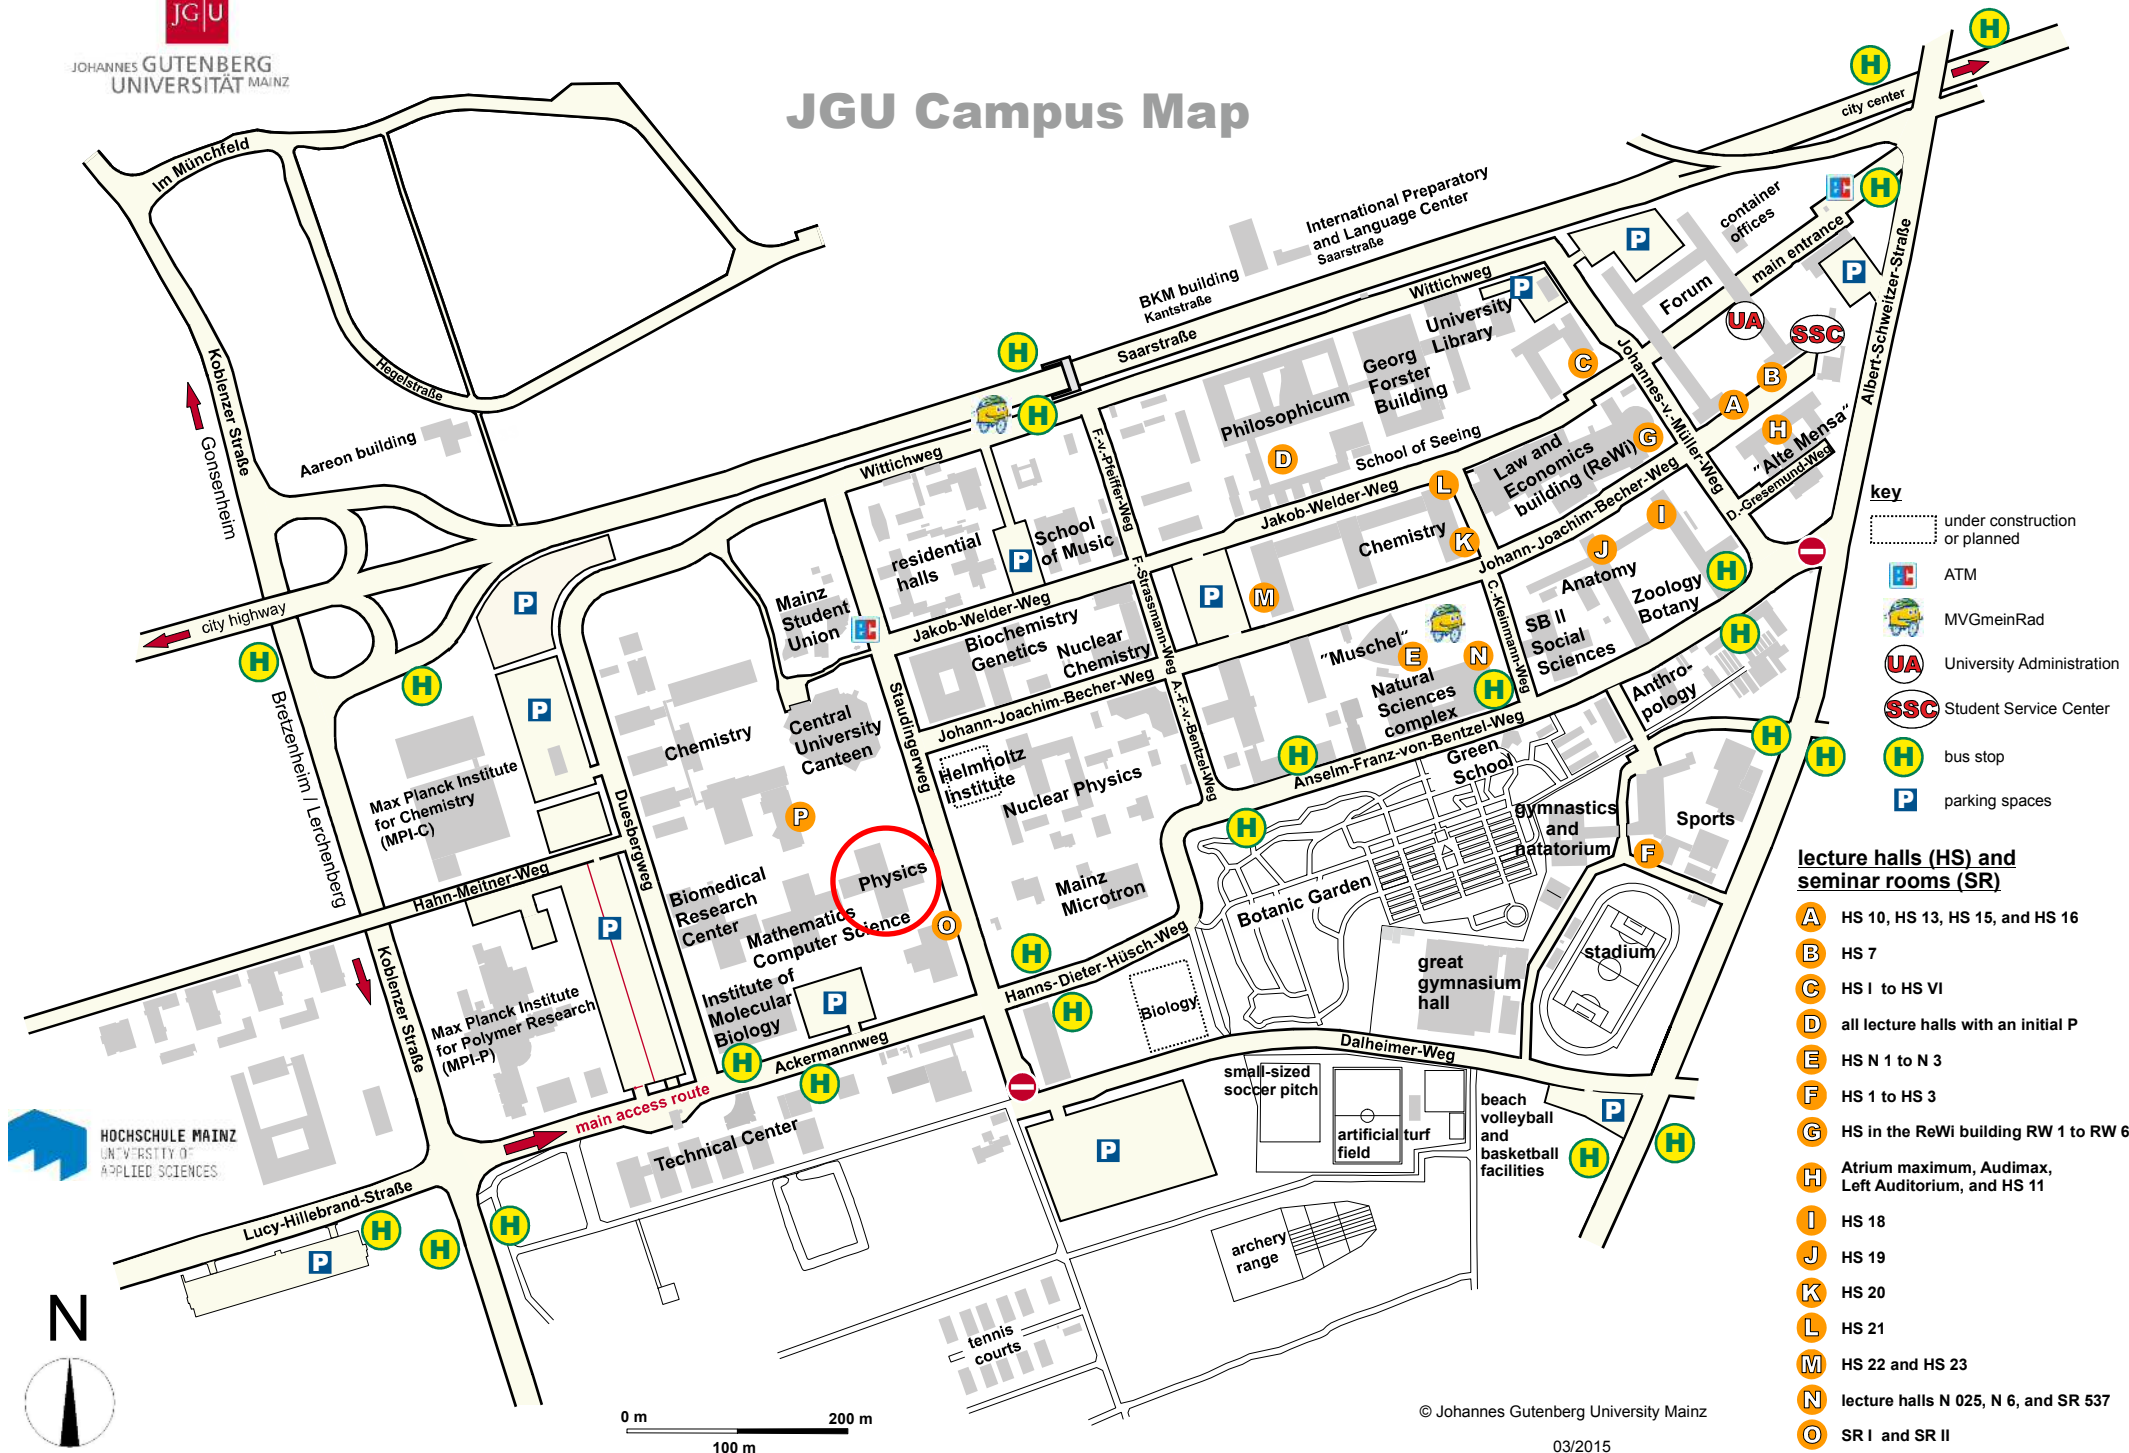 JG|U
JOHANNES GUTENBERG
UNIVERSITÄT MAINZ
JGU Campus Map
city center
Im Münchfeld
Hegelstraße
Koblenzer Straße
Gonsenheim
Aareon building
city highway
Bretzenheim / Lerchenberg
International Preparatory
and Language Center
Saarstraße
BKM building
Kantstraße
Saarstraße
Wittichweg
Wittichweg
container
offices
main entrance
Forum
P
P
P
EC
H
H
H
H
H
UA
SSC
Albert-Schweitzer-Straße
University
Library
Georg
Forster
Building
Philosophicum
School of Seeing
Johannes-v.-Müller-Weg
C
B
A
H
"Alte Mensa"
D.-Gresemund-Weg
D
G
Law and
Economics
building (ReWi)
Jakob-Welder-Weg
Johann-Joachim-Becher-Weg
L
K
I
J
M
Chemistry
Anatomy
Zoology
Botany
SB II
Social
Sciences
C.-Kleinmann-Weg
F.-v.-Pfeiffer-Weg
F.-Strassmann-Weg
A.-F.-v.-Bentzel-Weg
residential
halls
School
of Music
P
P
Mainz
Student
Union
EC
Jakob-Welder-Weg
Biochemistry
Genetics
Nuclear
Chemistry
Johann-Joachim-Becher-Weg
"Muschel"
E
N
Natural
Sciences
complex
H
H
H
H
H
Anselm-Franz-von-Bentzel-Weg
Green
School
Anthro-
pology
Staudingerweg
Central
University
Canteen
Chemistry
Helmholtz
Institute
Nuclear Physics
P
P
Max Planck Institute
for Chemistry
(MPI-C)
H
H
Duesbergweg
P
Physics
O
Biomedical
Research
Center
Mathematics
Computer Science
Institute of
Molecular
Biology
P
Mainz
Microtron
Botanic Garden
gymnastics
and
natatorium
Sports
F
H
H
stadium
great
gymnasium
hall
Hahn-Meitner-Weg
P
Koblenzer Straße
Max Planck Institute
for Polymer Research
(MPI-P)
Hanns-Dieter-Hüsch-Weg
H
H
Biology
Ackermannweg
H
H
main access route
Technical Center
Dalheimer-Weg
small-sized
soccer pitch
artificial turf
field
beach
volleyball
and
basketball
facilities
P
H
H
P
archery
range
tennis
courts
HOCHSCHULE MAINZ
UNIVERSITY OF
APPLIED SCIENCES
Lucy-Hillebrand-Straße
P
H
H
H
N
0 m
200 m
100 m
© Johannes Gutenberg University Mainz
03/2015
key
under construction
or planned
EC ATM
MVGmeinRad
UA University Administration
SSC Student Service Center
H bus stop
P parking spaces
lecture halls (HS) and
seminar rooms (SR)
A HS 10, HS 13, HS 15, and HS 16
B HS 7
C HS I to HS VI
D all lecture halls with an initial P
E HS N 1 to N 3
F HS 1 to HS 3
G HS in the ReWi building RW 1 to RW 6
H Atrium maximum, Audimax,
Left Auditorium, and HS 11
I HS 18
J HS 19
K HS 20
L HS 21
M HS 22 and HS 23
N lecture halls N 025, N 6, and SR 537
O SR I and SR II